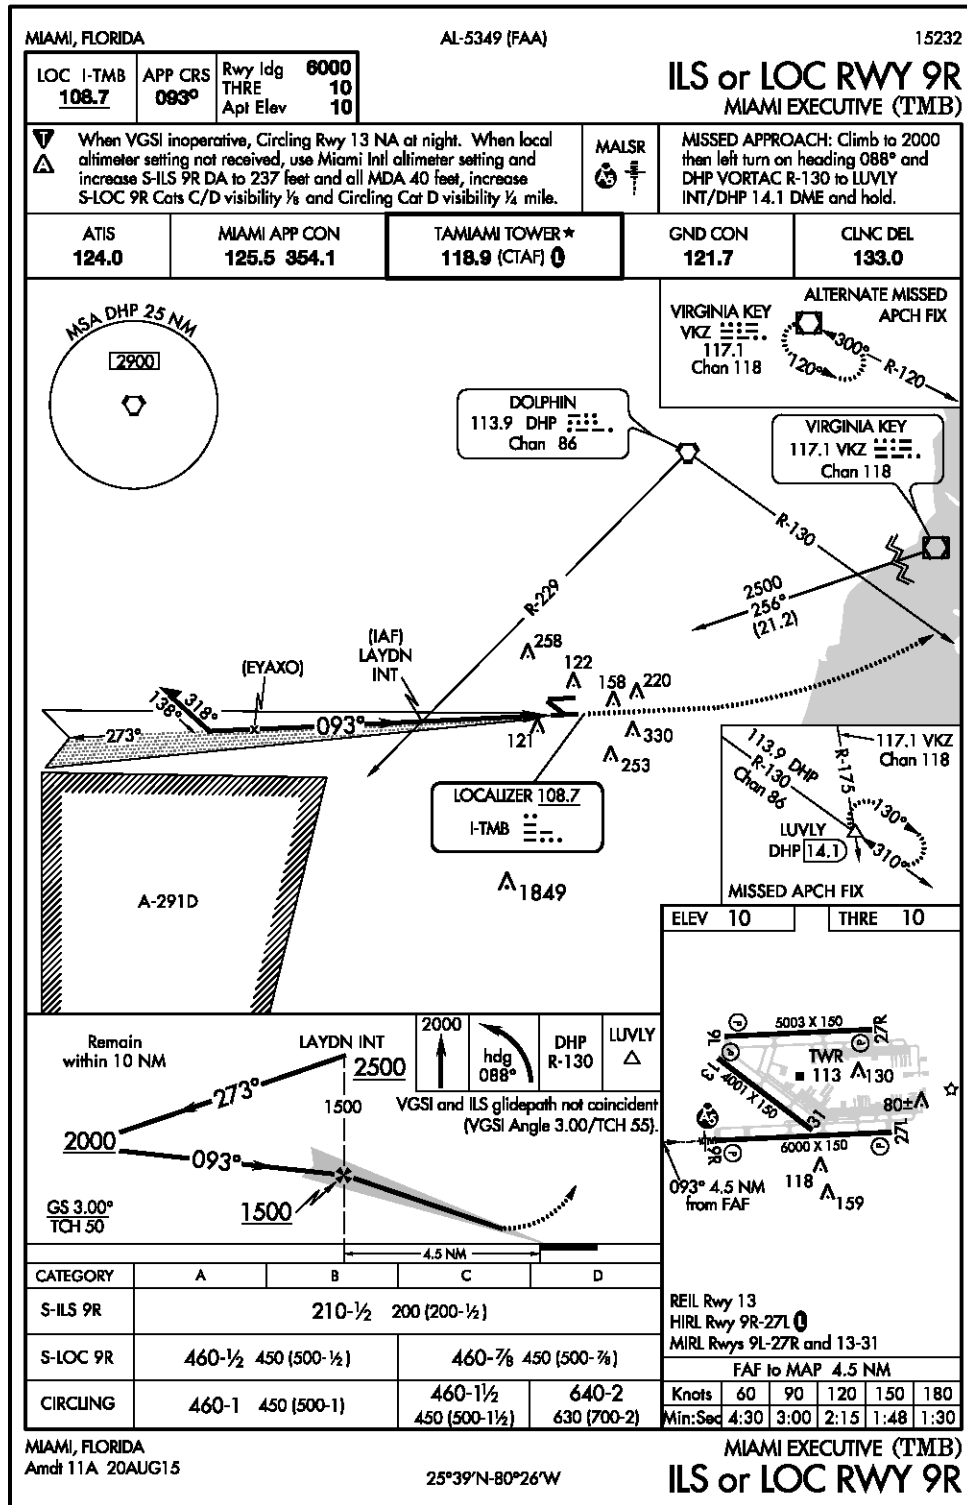 MIAMI, FLORIDA
AL-5349 (FAA)
15232
LOC I-TMB
108.7
APP CRS
093°
Rwy ldg 6000
THRE 10
Apt Elev 10
ILS or LOC RWY 9R
MIAMI EXECUTIVE (TMB)
T
A
When VGSI inoperative, Circling Rwy 13 NA at night. When local
altimeter setting not received, use Miami Intl altimeter setting and
increase S-ILS 9R DA to 237 feet and all MDA 40 feet, increase
S-LOC 9R Cats C/D visibility ⅛ and Circling Cat D visibility ¼ mile.
MALSR
A5
MISSED APPROACH: Climb to 2000
then left turn on heading 088° and
DHP VORTAC R-130 to LUVLY
INT/DHP 14.1 DME and hold.
ATIS
124.0
MIAMI APP CON
125.5 354.1
TAMIAMI TOWER★
118.9 (CTAF) L
GND CON
121.7
CLNC DEL
133.0
MSA DHP 25 NM
2900
ALTERNATE MISSED
APCH FIX
VIRGINIA KEY
VKZ
117.1
Chan 118
300°
120°
R-120
DOLPHIN
113.9 DHP
Chan 86
VIRGINIA KEY
117.1 VKZ
Chan 118
R-130
R-229
2500
256°
(21.2)
(IAF)
LAYDN
INT
(EYAXO)
258
122
158
220
318°
138°
273°
093°
121
330
253
LOCALIZER 108.7
I-TMB
1849
A-291D
113.9 DHP
R-130
Chan 86
117.1 VKZ
Chan 118
R-175
130°
310°
LUVLY
DHP 14.1
MISSED APCH FIX
ELEV 10
THRE 10
Remain
within 10 NM
LAYDN INT
2500
273°
1500
2000
093°
1500
GS 3.00°
TCH 50
4.5 NM
2000
hdg
088°
DHP
R-130
LUVLY
VGSI and ILS glidepath not coincident
(VGSI Angle 3.00/TCH 55).
9L
P
5003 X 150
P
27R
13
P
4001 X 150
31
TWR
113
130
80±
A5
9R
P
6000 X 150
P
27L
093° 4.5 NM
from FAF
118
159
REIL Rwy 13
HIRL Rwy 9R-27L L
MIRL Rwys 9L-27R and 13-31
CATEGORY A B C D
S-ILS 9R 210-½ 200 (200-½)
S-LOC 9R 460-½ 450 (500-½) 460-⅞ 450 (500-⅞)
CIRCLING 460-1 450 (500-1)
460-1½
450 (500-1½)
640-2
630 (700-2)
FAF to MAP 4.5 NM
Knots 60 90 120 150 180
Min:Sec 4:30 3:00 2:15 1:48 1:30
MIAMI, FLORIDA
Amdt 11A 20AUG15
25°39'N-80°26'W
MIAMI EXECUTIVE (TMB)
ILS or LOC RWY 9R